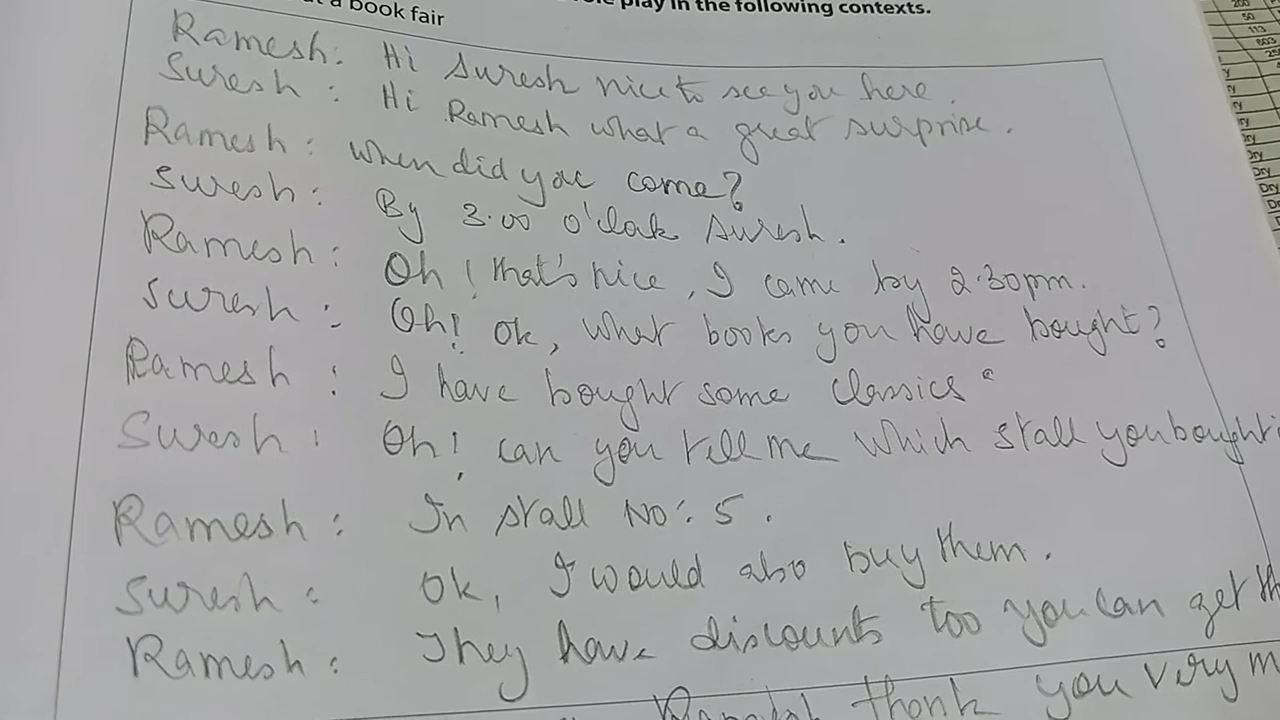 a book fair
play in the following contexts.
Ramesh: Hi Suresh nice to see you here.
Suresh: Hi Ramesh what a great surprise.
Ramesh: When did you come?
Suresh: By 3.00 o'clok Suresh.
Ramesh: Oh! that's nice, I came by 2.30pm.
Suresh: Oh! ok, what books you have bought?
Ramesh: I have bought some classics.
Suresh: Oh! can you tell me which stall you bought
Ramesh: In stall No: 5.
Suresh: Ok, I would also buy them.
Ramesh: They have discounts too you can get
thank you very